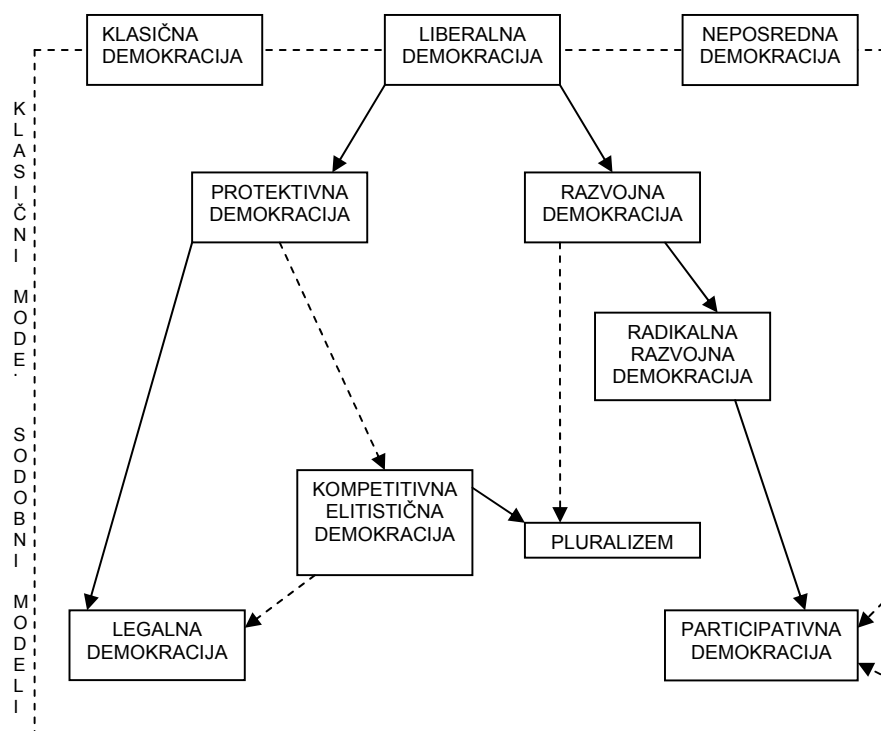 KLASIČNA
DEMOKRACIJA
LIBERALNA
DEMOKRACIJA
NEPOSREDNA
DEMOKRACIJA
KLASIČNI MODE
PROTEKTIVNA
DEMOKRACIJA
RAZVOJNA
DEMOKRACIJA
RADIKALNA
RAZVOJNA
DEMOKRACIJA
SODOBNI MODELI
KOMPETITIVNA
ELITISTIČNA
DEMOKRACIJA
PLURALIZEM
LEGALNA
DEMOKRACIJA
PARTICIPATIVNA
DEMOKRACIJA